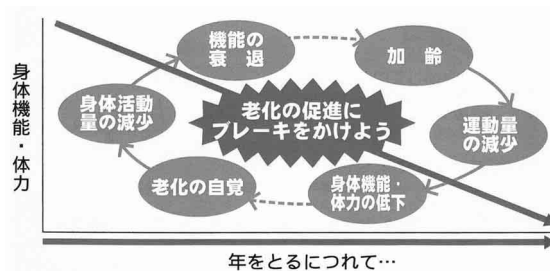 機能の
衰 退
加 齢
身体活動
量の減少
老化の促進に
ブレーキをかけよう
運動量
の減少
老化の自覚
身体機能・
体力の低下
身体機能・体力
年をとるにつれて…